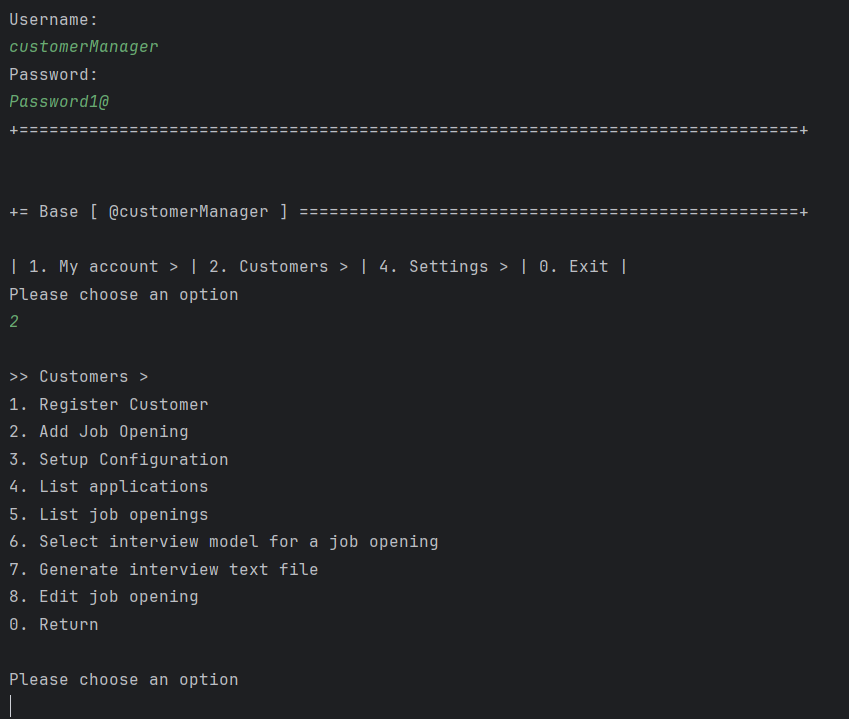 Username:
customerManager
Password:
Password1@
+==============================================================================+
+= Base [ @customerManager ] ==================================================+
| 1. My account > | 2. Customers > | 4. Settings > | 0. Exit |
Please choose an option
2
>> Customers >
1. Register Customer
2. Add Job Opening
3. Setup Configuration
4. List applications
5. List job openings
6. Select interview model for a job opening
7. Generate interview text file
8. Edit job opening
0. Return
Please choose an option